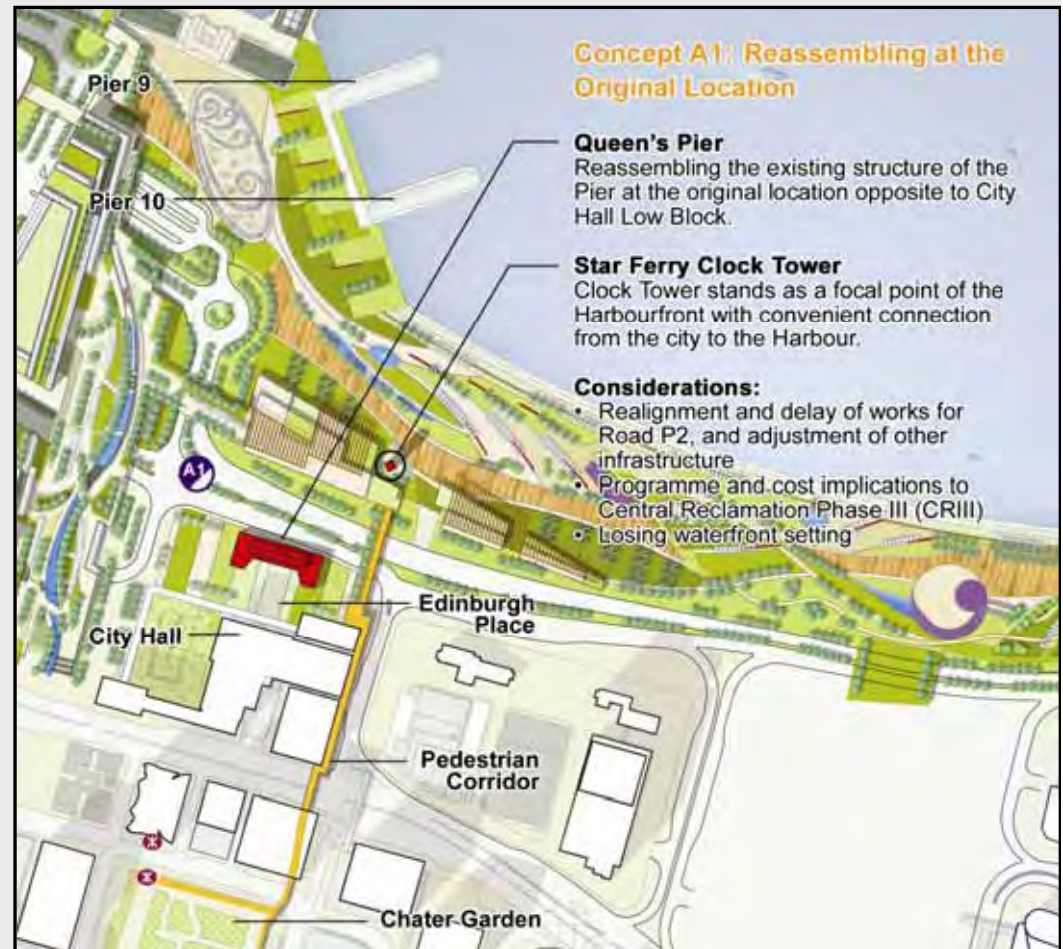 Concept A1: Reassembling at the
Original Location
Pier 9
Queen's Pier
Reassembling the existing structure of the
Pier at the original location opposite to City
Hall Low Block.
Pier 10
Star Ferry Clock Tower
Clock Tower stands as a focal point of the
Harbourfront with convenient connection
from the city to the Harbour.
Considerations:
• Realignment and delay of works for
Road P2, and adjustment of other
infrastructure
• Programme and cost implications to
Central Reclamation Phase III (CRIII)
• Losing waterfront setting
A1
Edinburgh
Place
City Hall
Pedestrian
Corridor
Chater Garden